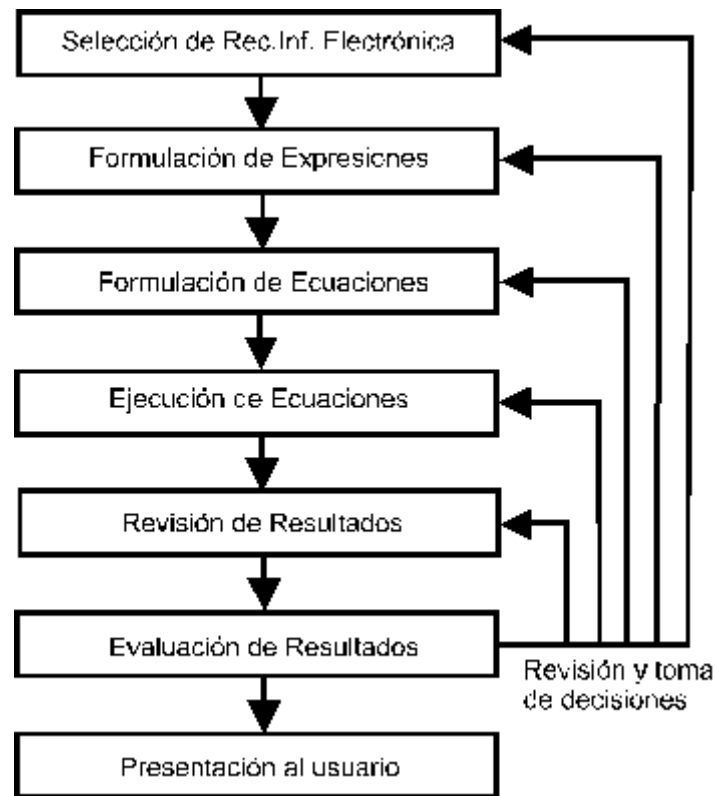 Selección de Rec.Inf. Electrónica
Formulación de Expresiones
Formulación de Ecuaciones
Ejecución de Ecuaciones
Revisión de Resultados
Evaluación de Resultados
Revisión y toma
de decisiones
Presentación al usuario